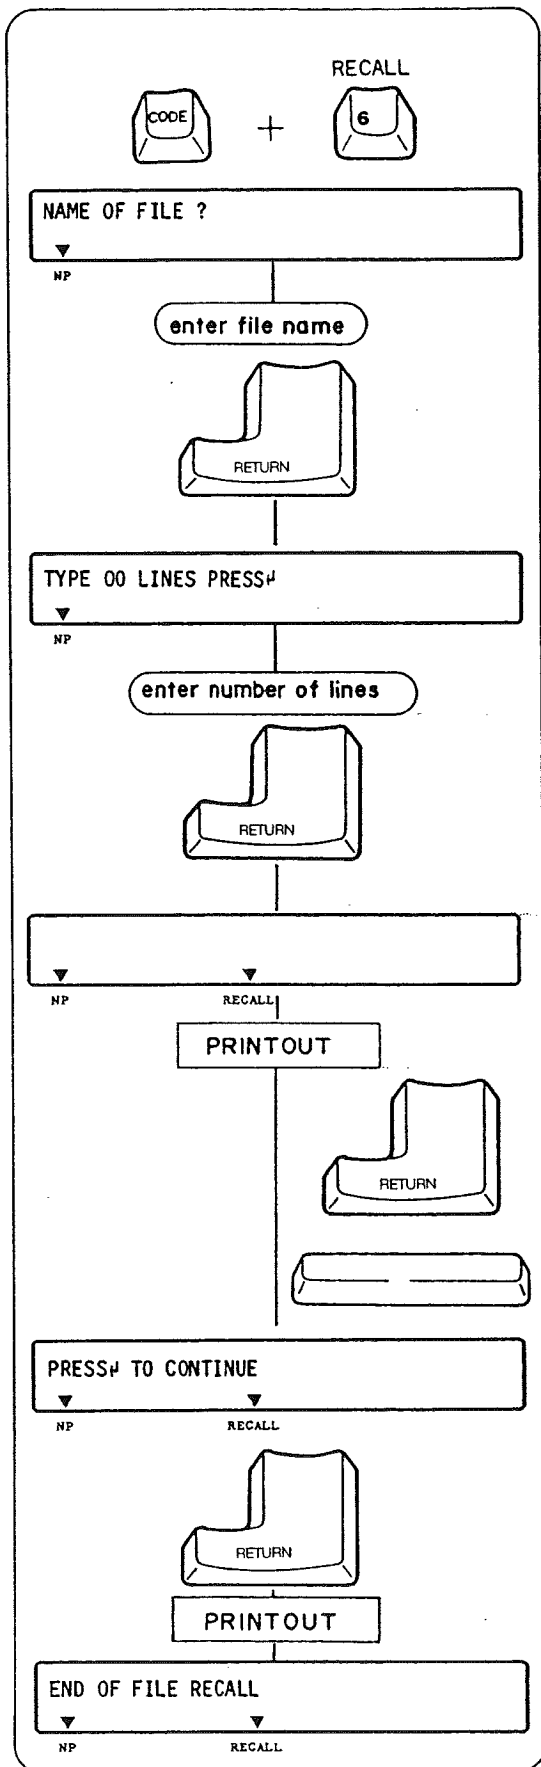 RECALL
CODE + 6
NAME OF FILE ?
NP
enter file name
RETURN
TYPE 00 LINES PRESS↵
NP
enter number of lines
RETURN
NP RECALL
PRINTOUT
RETURN
PRESS↵ TO CONTINUE
NP RECALL
RETURN
PRINTOUT
END OF FILE RECALL
NP RECALL